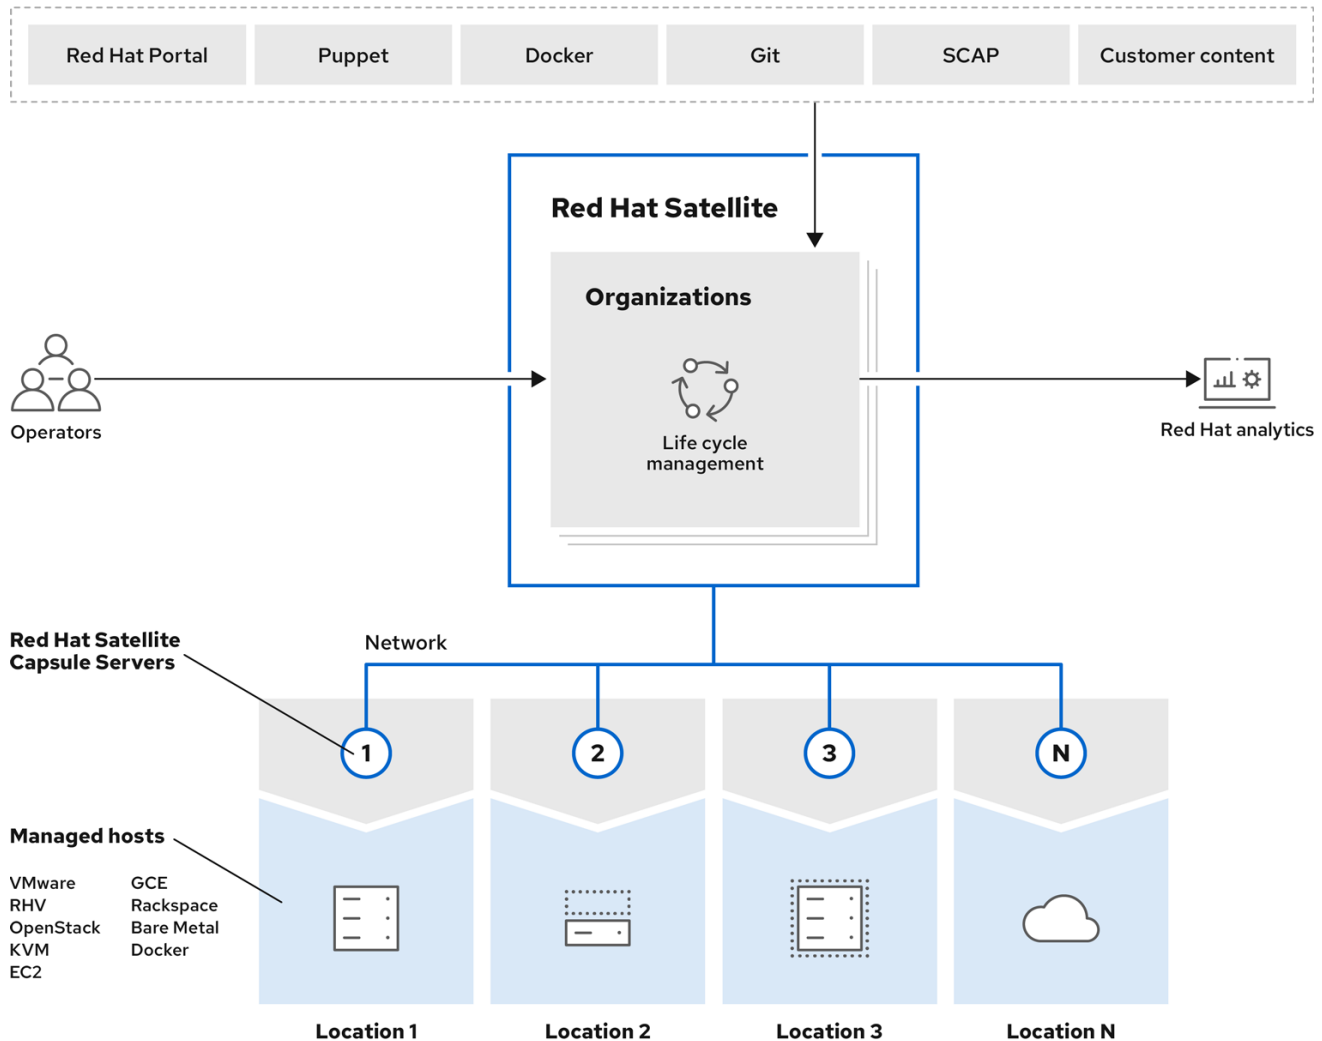 Red Hat Portal
Puppet
Docker
Git
SCAP
Customer content
Red Hat Satellite
Organizations
Life cycle
management
Operators
Red Hat analytics
Network
Red Hat Satellite
Capsule Servers
1
2
3
N
Managed hosts
VMware
RHV
OpenStack
KVM
EC2
GCE
Rackspace
Bare Metal
Docker
Location 1
Location 2
Location 3
Location N